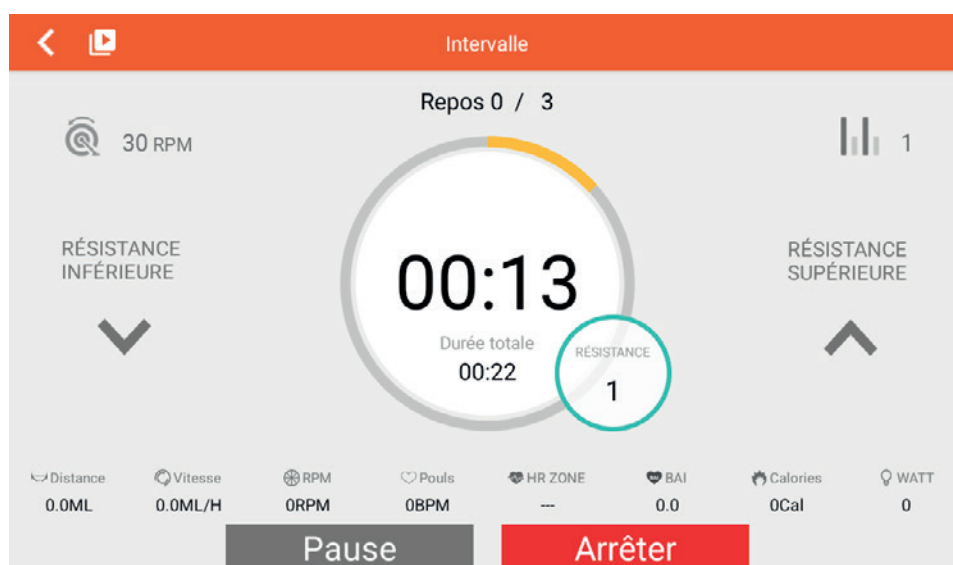 Intervalle
Repos 0 / 3
30 RPM
1
RÉSISTANCE
INFÉRIEURE
RÉSISTANCE
SUPÉRIEURE
00:13
Durée totale
00:22
RÉSISTANCE
1
Distance Vitesse RPM Pouls HR ZONE BAI Calories WATT
0.0ML 0.0ML/H 0RPM 0BPM --- 0.0 0Cal 0
Pause Arrêter